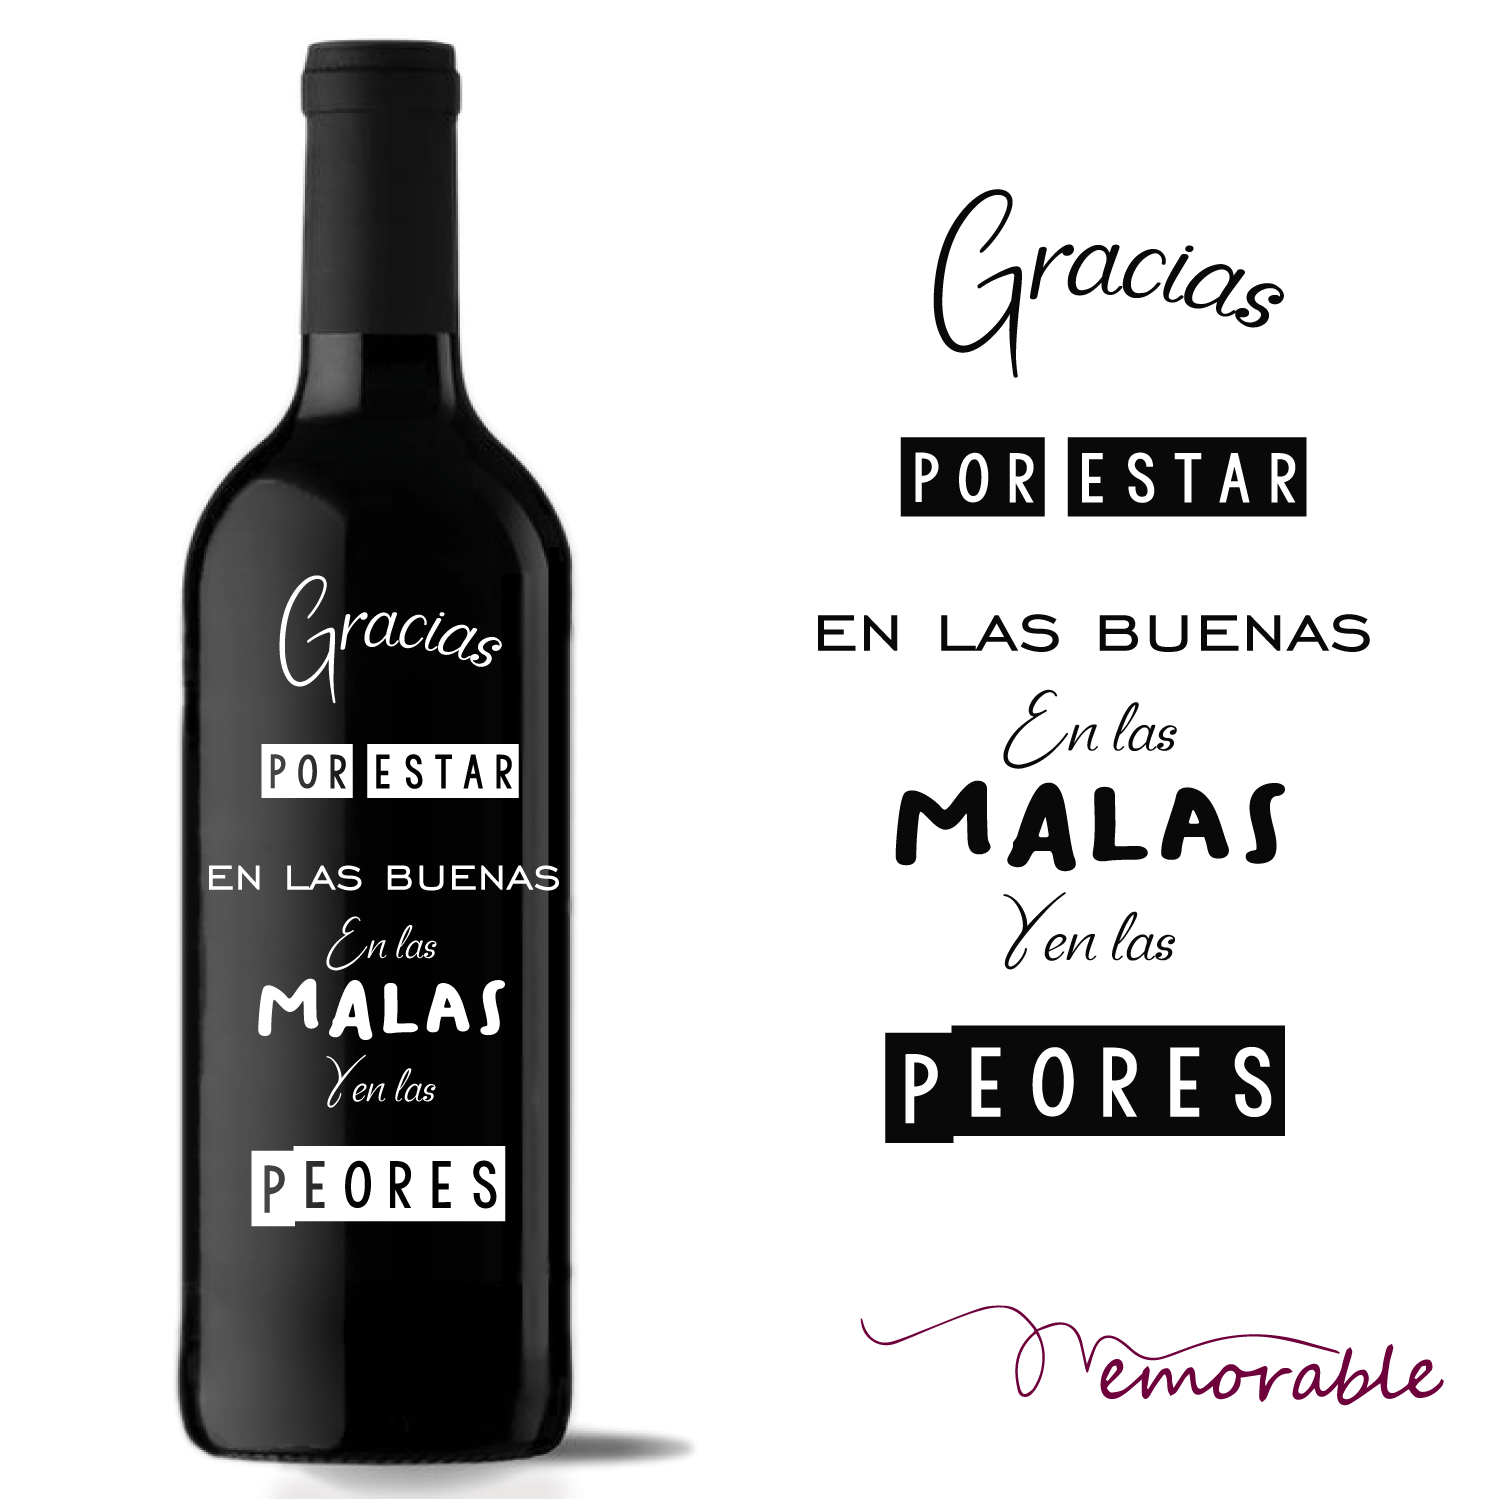 Gracias
POR ESTAR
EN LAS BUENAS
En las
MALAS
Y en las
PEORES
Gracias
POR ESTAR
EN LAS BUENAS
En las
MALAS
Y en las
PEORES
Memorable